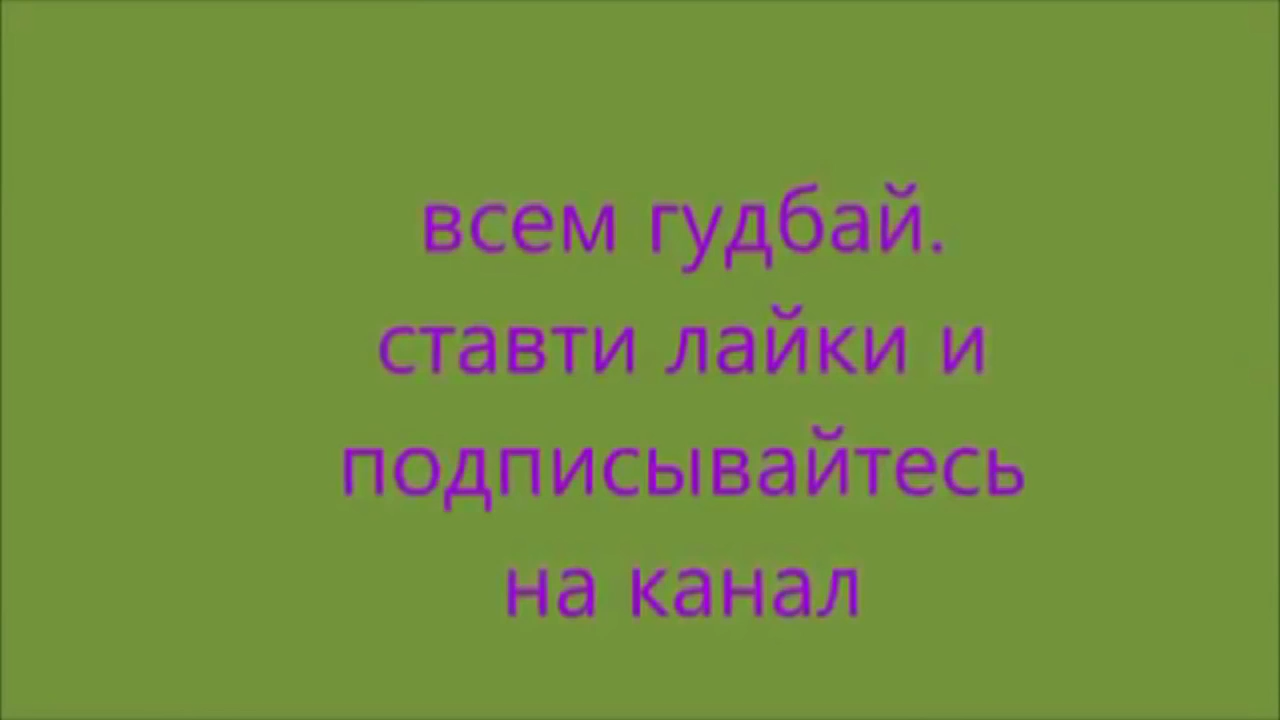 всем гудбай.
ставти лайки и
подписывайтесь
на канал